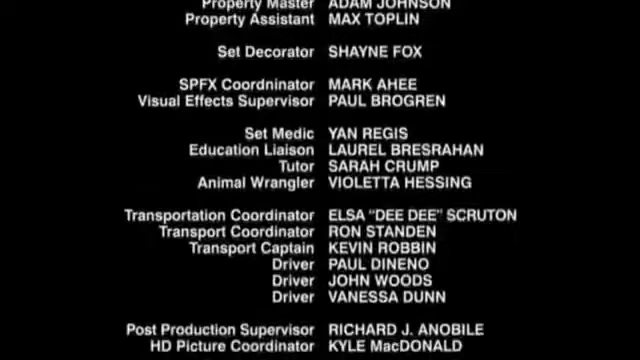 Property Master ADAM JOHNSON
Property Assistant MAX TOPLIN
Set Decorator SHAYNE FOX
SPFX Coordninator MARK AHEE
Visual Effects Supervisor PAUL BROGREN
Set Medic YAN REGIS
Education Liaison LAUREL BRESRAHAN
Tutor SARAH CRUMP
Animal Wrangler VIOLETTA HESSING
Transportation Coordinator ELSA “DEE DEE” SCRUTON
Transport Coordinator RON STANDEN
Transport Captain KEVIN ROBBIN
Driver PAUL DINENO
Driver JOHN WOODS
Driver VANESSA DUNN
Post Production Supervisor RICHARD J. ANOBILE
HD Picture Coordinator KYLE MacDONALD